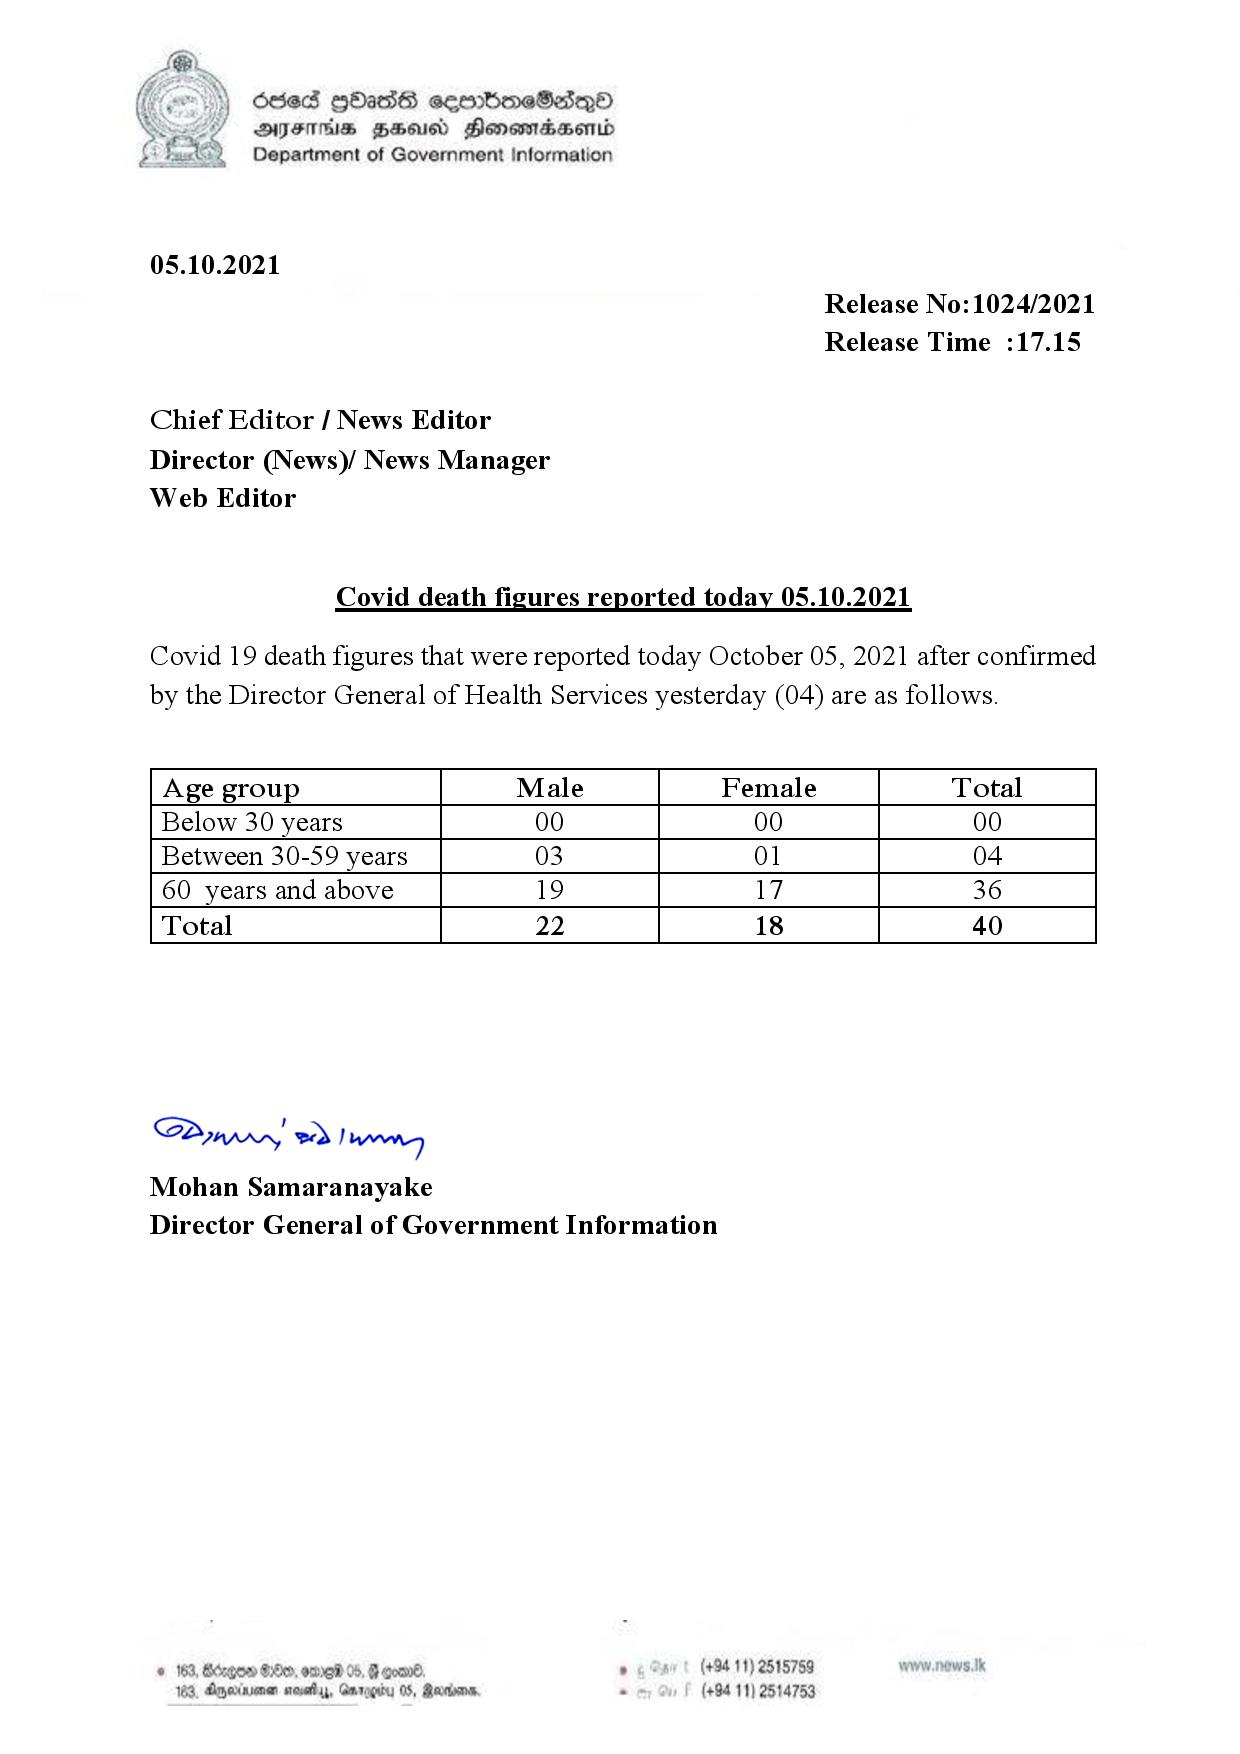 රජයේ ප්‍රවෘත්ති දෙපාර්තමේන්තුව
அரசாங்க தகவல் திணைக்களம்
Department of Government Information
05.10.2021
Release No:1024/2021
Release Time :17.15
Chief Editor / News Editor
Director (News)/ News Manager
Web Editor
Covid death figures reported today 05.10.2021
Covid 19 death figures that were reported today October 05, 2021 after confirmed
by the Director General of Health Services yesterday (04) are as follows.
Age group Male Female Total
Below 30 years 00 00 00
Between 30-59 years 03 01 04
60 years and above 19 17 36
Total 22 18 40
Mohan Samaranayake
Director General of Government Information
163, කිරුලපන මාවත, කොළඹ 05, ශ්‍රී ලංකාව.
163, கிருலப்பனை எவனியூ, கொழும்பு 05, இலங்கை.
(+94 11) 2515759
(+94 11) 2514753
www.news.lk